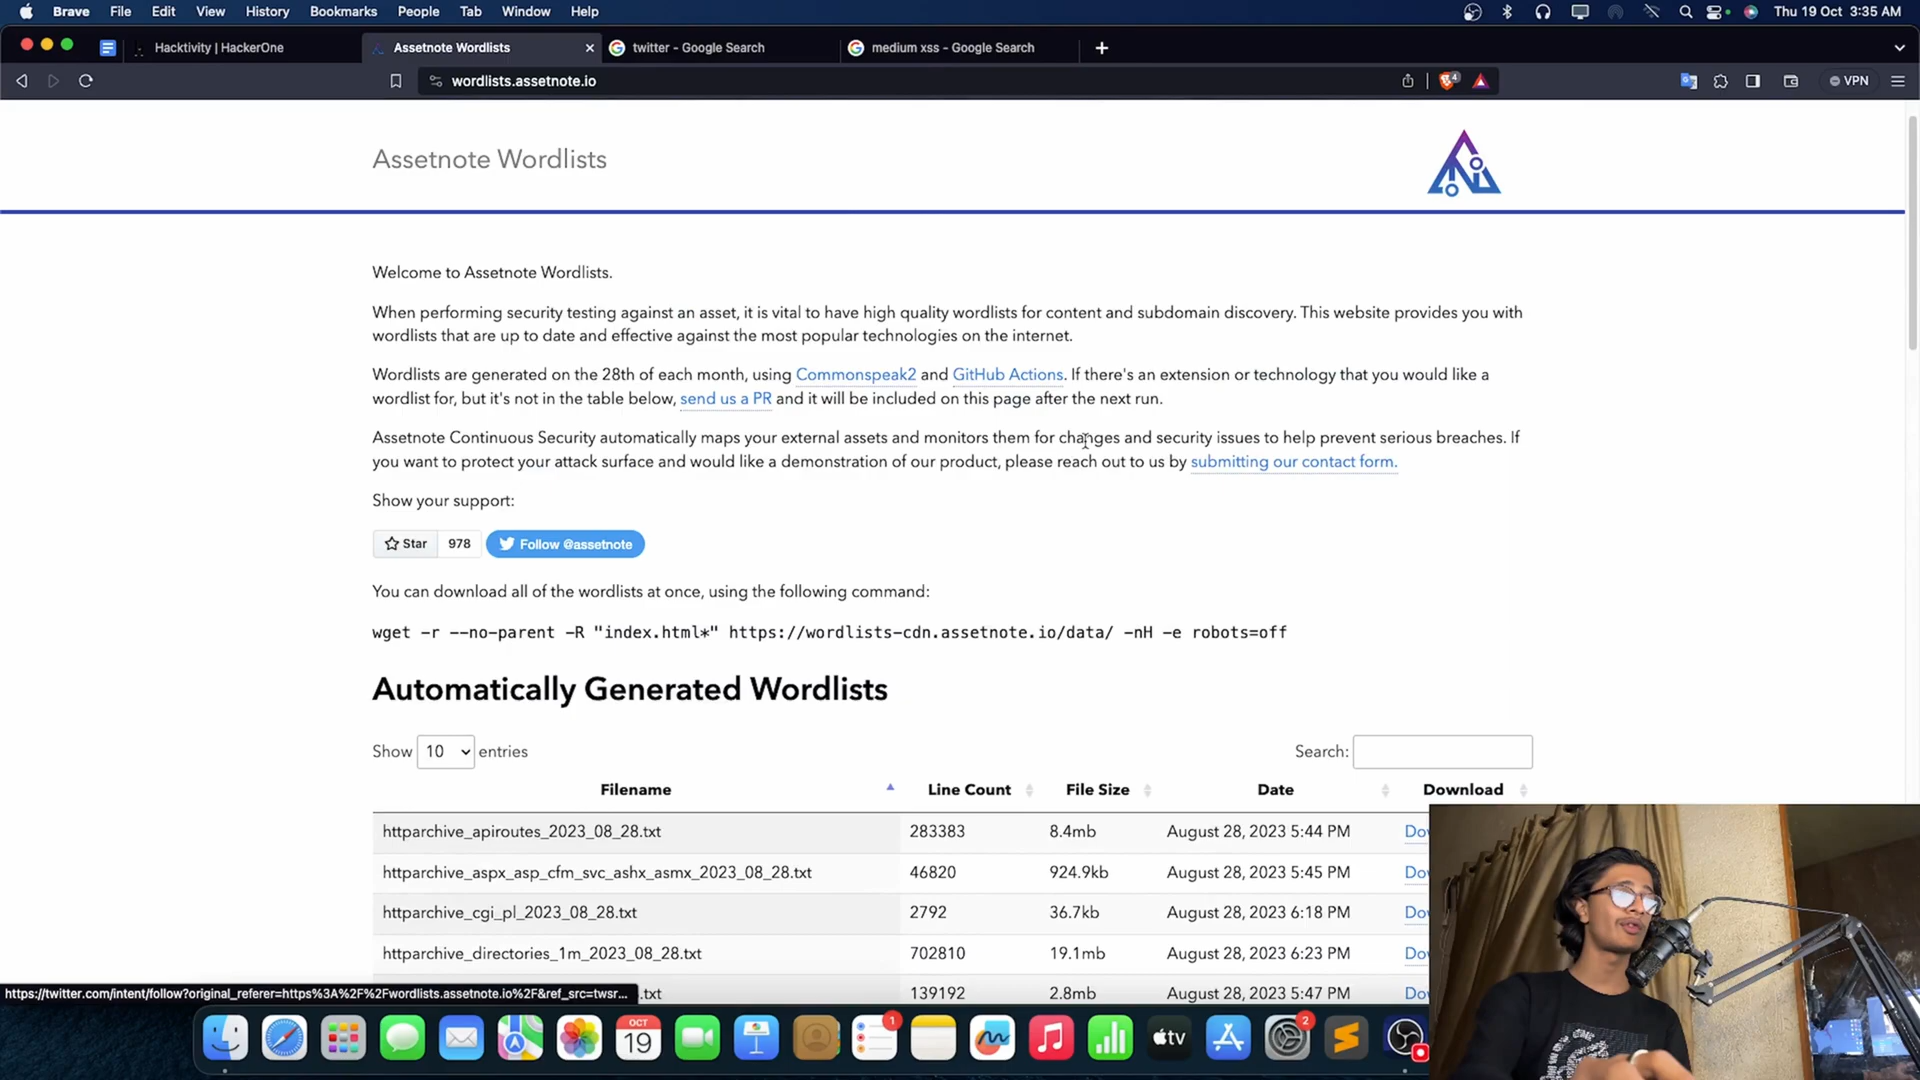 Brave File Edit View History Bookmarks People Tab Window Help Thu 19 Oct 3:35 AM
Hacktivity | HackerOne Assetnote Wordlists twitter - Google Search medium xss - Google Search
wordlists.assetnote.io 4 VPN
Assetnote Wordlists
Welcome to Assetnote Wordlists.
When performing security testing against an asset, it is vital to have high quality wordlists for content and subdomain discovery. This website provides you with
wordlists that are up to date and effective against the most popular technologies on the internet.
Wordlists are generated on the 28th of each month, using Commonspeak2 and GitHub Actions. If there's an extension or technology that you would like a
wordlist for, but it's not in the table below, send us a PR and it will be included on this page after the next run.
Assetnote Continuous Security automatically maps your external assets and monitors them for changes and security issues to help prevent serious breaches. If
you want to protect your attack surface and would like a demonstration of our product, please reach out to us by submitting our contact form.
Show your support:
Star 978 Follow @assetnote
You can download all of the wordlists at once, using the following command:
wget -r --no-parent -R "index.html*" https://wordlists-cdn.assetnote.io/data/ -nH -e robots=off
Automatically Generated Wordlists
Show 10 entries Search:
Filename Line Count File Size Date Download
httparchive_apiroutes_2023_08_28.txt 283383 8.4mb August 28, 2023 5:44 PM Do
httparchive_aspx_asp_cfm_svc_ashx_asmx_2023_08_28.txt 46820 924.9kb August 28, 2023 5:45 PM Do
httparchive_cgi_pl_2023_08_28.txt 2792 36.7kb August 28, 2023 6:18 PM Do
httparchive_directories_1m_2023_08_28.txt 702810 19.1mb August 28, 2023 6:23 PM Do
.txt 139192 2.8mb August 28, 2023 5:47 PM Do
https://twitter.com/intent/follow?original_referer=https%3A%2F%2Fwordlists.assetnote.io%2F&ref_src=twsr...
OCT 19 1 tv 2